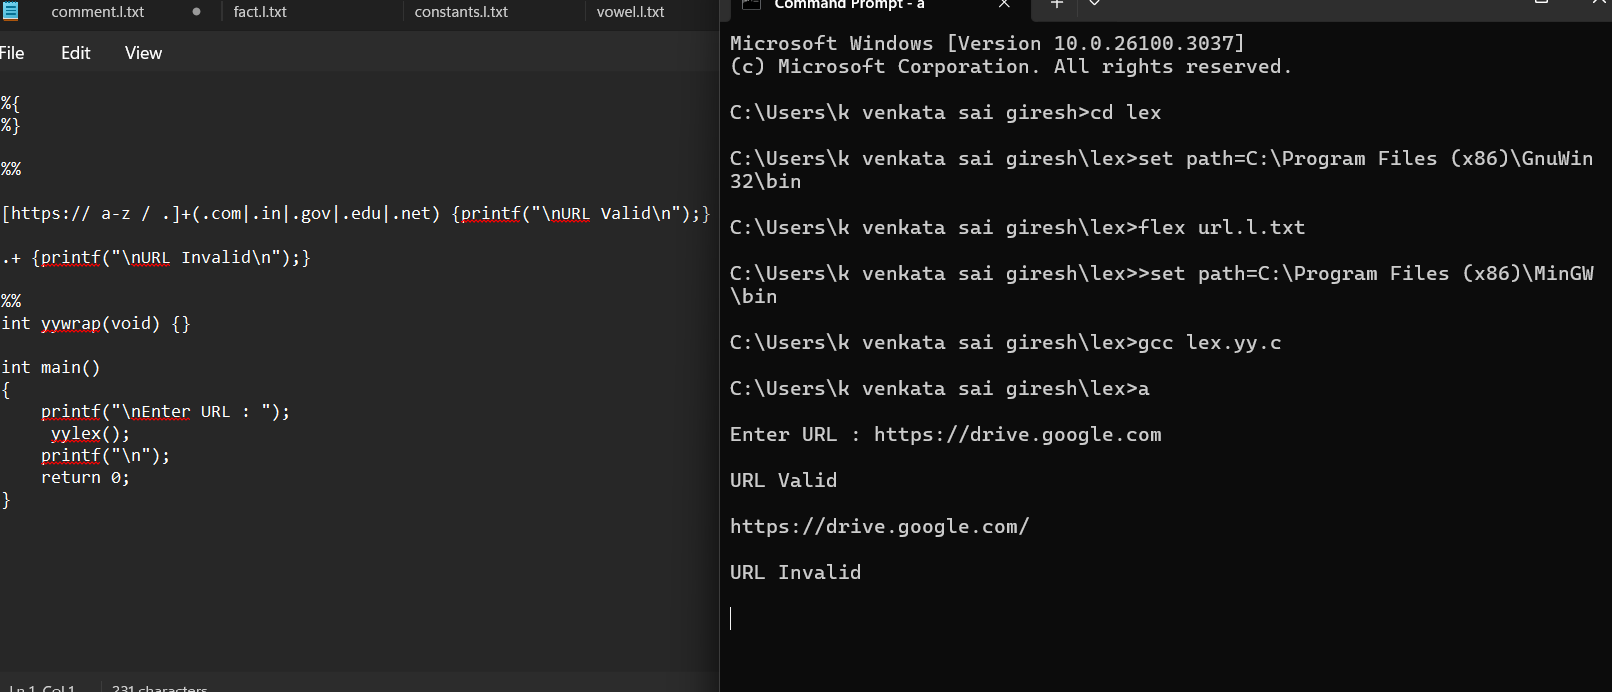 comment.l.txt fact.l.txt constants.l.txt vowel.l.txt
File Edit View
%{
%}
%%
[https:// a-z / .]+(.com|.in|.gov|.edu|.net) {printf("\nURL Valid\n");}
.+ {printf("\nURL Invalid\n");}
%%
int yywrap(void) {}
int main()
{
printf("\nEnter URL : ");
yylex();
printf("\n");
return 0;
}
Ln 1, Col 1 231 characters
Command Prompt - a
Microsoft Windows [Version 10.0.26100.3037]
(c) Microsoft Corporation. All rights reserved.
C:\Users\k venkata sai giresh>cd lex
C:\Users\k venkata sai giresh\lex>set path=C:\Program Files (x86)\GnuWin
32\bin
C:\Users\k venkata sai giresh\lex>flex url.l.txt
C:\Users\k venkata sai giresh\lex>>set path=C:\Program Files (x86)\MinGW
\bin
C:\Users\k venkata sai giresh\lex>gcc lex.yy.c
C:\Users\k venkata sai giresh\lex>a
Enter URL : https://drive.google.com
URL Valid
https://drive.google.com/
URL Invalid